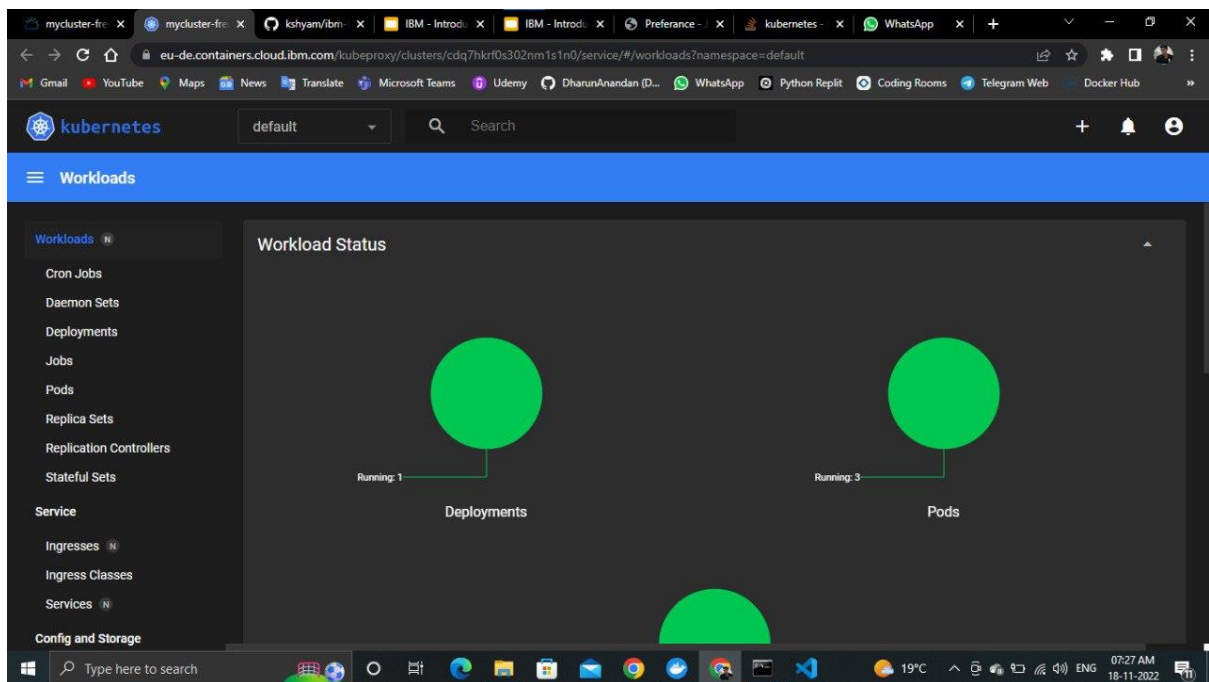 mycluster-fre
mycluster-fre
kshyam/ibm-
IBM - Introdu
IBM - Introdu
Preferance - J
kubernetes -
WhatsApp
eu-de.containers.cloud.ibm.com/kubeproxy/clusters/cdq7hkrf0s302nm1s1n0/service/#/workloads?namespace=default
Gmail YouTube Maps News Translate Microsoft Teams Udemy DharunAnandan (D... WhatsApp Python Replit Coding Rooms Telegram Web Docker Hub »
kubernetes default Search
Workloads
Workloads N
Cron Jobs
Daemon Sets
Deployments
Jobs
Pods
Replica Sets
Replication Controllers
Stateful Sets
Service
Ingresses N
Ingress Classes
Services N
Config and Storage
Workload Status
Running: 1
Deployments
Running: 3
Pods
Type here to search
19°C ENG
07:27 AM
18-11-2022